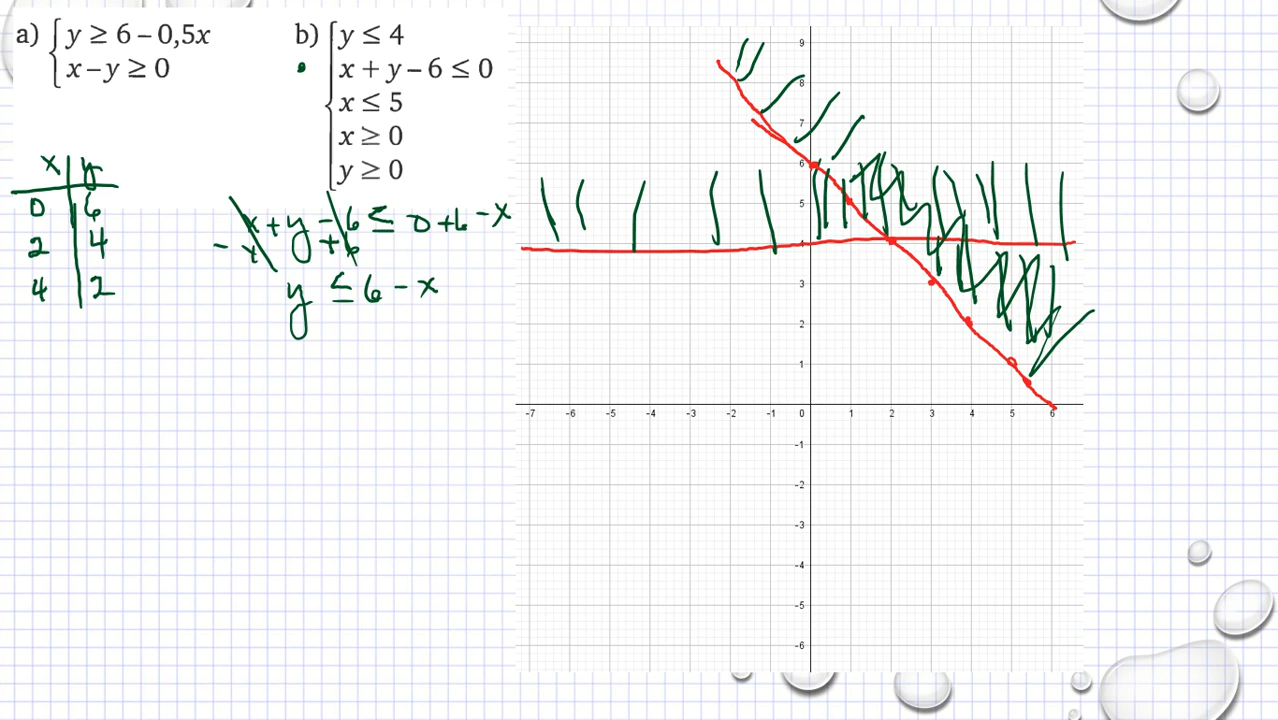 a) { y ≥ 6 – 0,5x
x – y ≥ 0
b) { y ≤ 4
x + y – 6 ≤ 0
x ≤ 5
x ≥ 0
y ≥ 0
x | y
0 | 6
2 | 4
4 | 2
x + y – 6 ≤ 0 + 6 – x
– x + 6
y ≤ 6 – x
9
8
7
6
5
4
3
2
1
-7 -6 -5 -4 -3 -2 -1 0 1 2 3 4 5 6
-1
-2
-3
-4
-5
-6